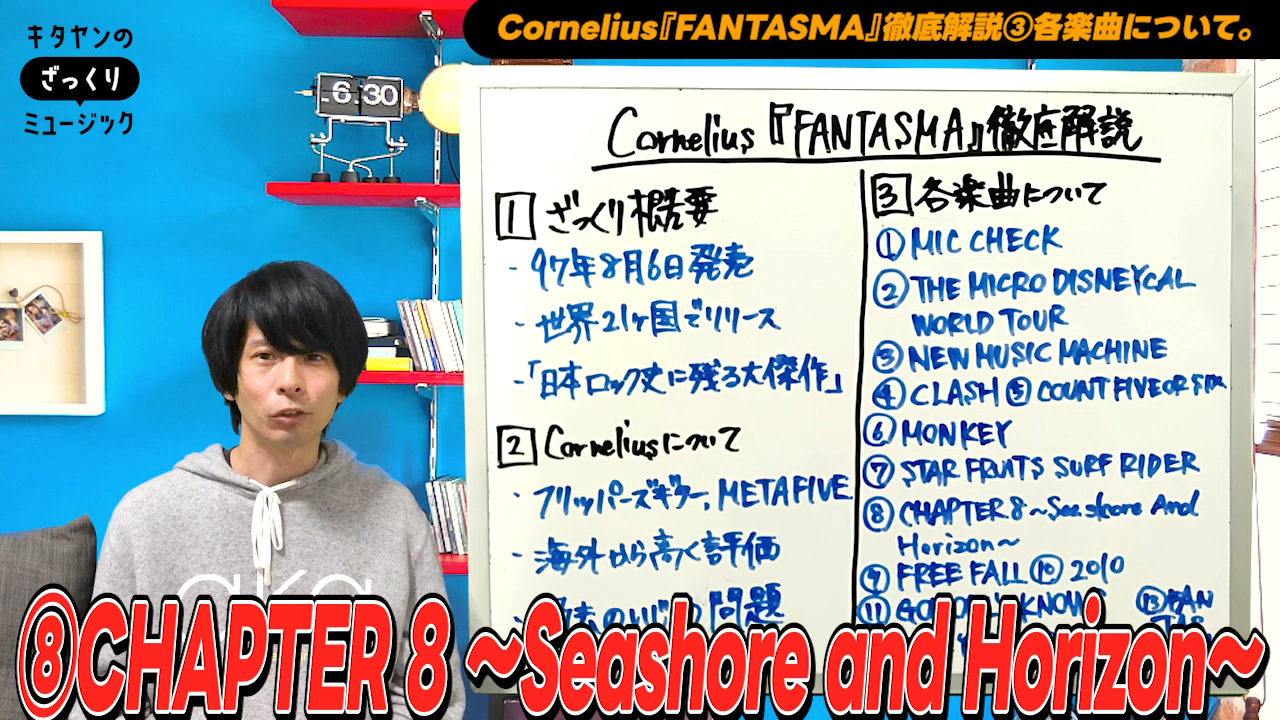 キタヤンの
ざっくり
ミュージック
Cornelius『FANTASMA』徹底解説③各楽曲について。
6 30
Cornelius『FANTASMA』徹底解説
1 ざっくり概要
・97年8月6日発売
・世界21ヶ国でリリース
・「日本ロック史に残る大傑作」
2 Corneliusについて
・フリッパーズギター, METAFIVE
・海外から高く評価
問題
3 各楽曲について
① MIC CHECK
② THE MICRO DISNEYCAL
WORLD TOUR
③ NEW MUSIC MACHINE
④ CLASH ⑤ COUNT FIVE OR SIX
⑥ MONKEY
⑦ STAR FRUITS SURF RIDER
⑧ CHAPTER 8 ~Seashore And
Horizon~
⑨ FREE FALL ⑩ 2010
⑪ KNOWS
FAN
TAS
aka
⑧CHAPTER 8 ~Seashore and Horizon~